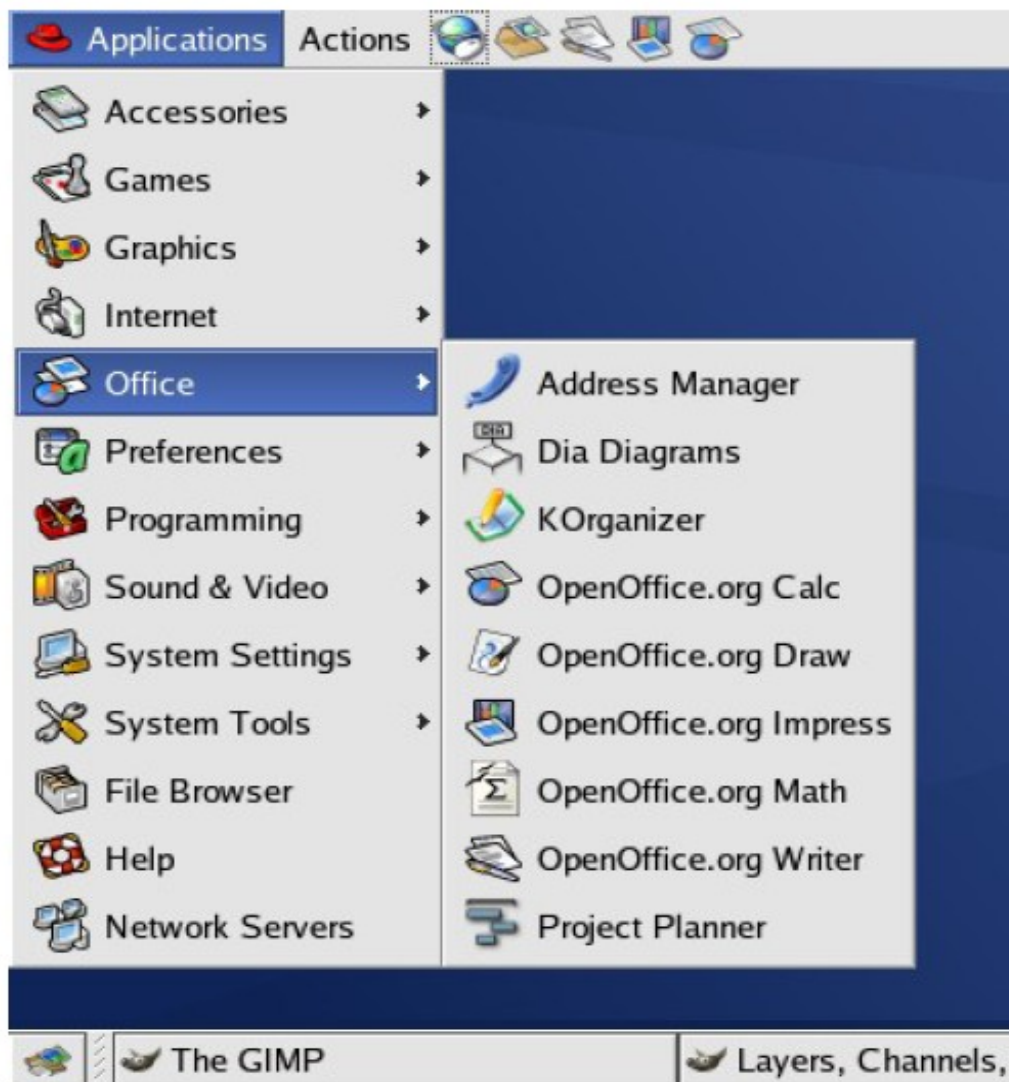 Applications Actions
Accessories
Games
Graphics
Internet
Office
Preferences
Programming
Sound & Video
System Settings
System Tools
File Browser
Help
Network Servers
Address Manager
DIA
Dia Diagrams
KOrganizer
OpenOffice.org Calc
OpenOffice.org Draw
OpenOffice.org Impress
Σ
OpenOffice.org Math
OpenOffice.org Writer
Project Planner
The GIMP
Layers, Channels,